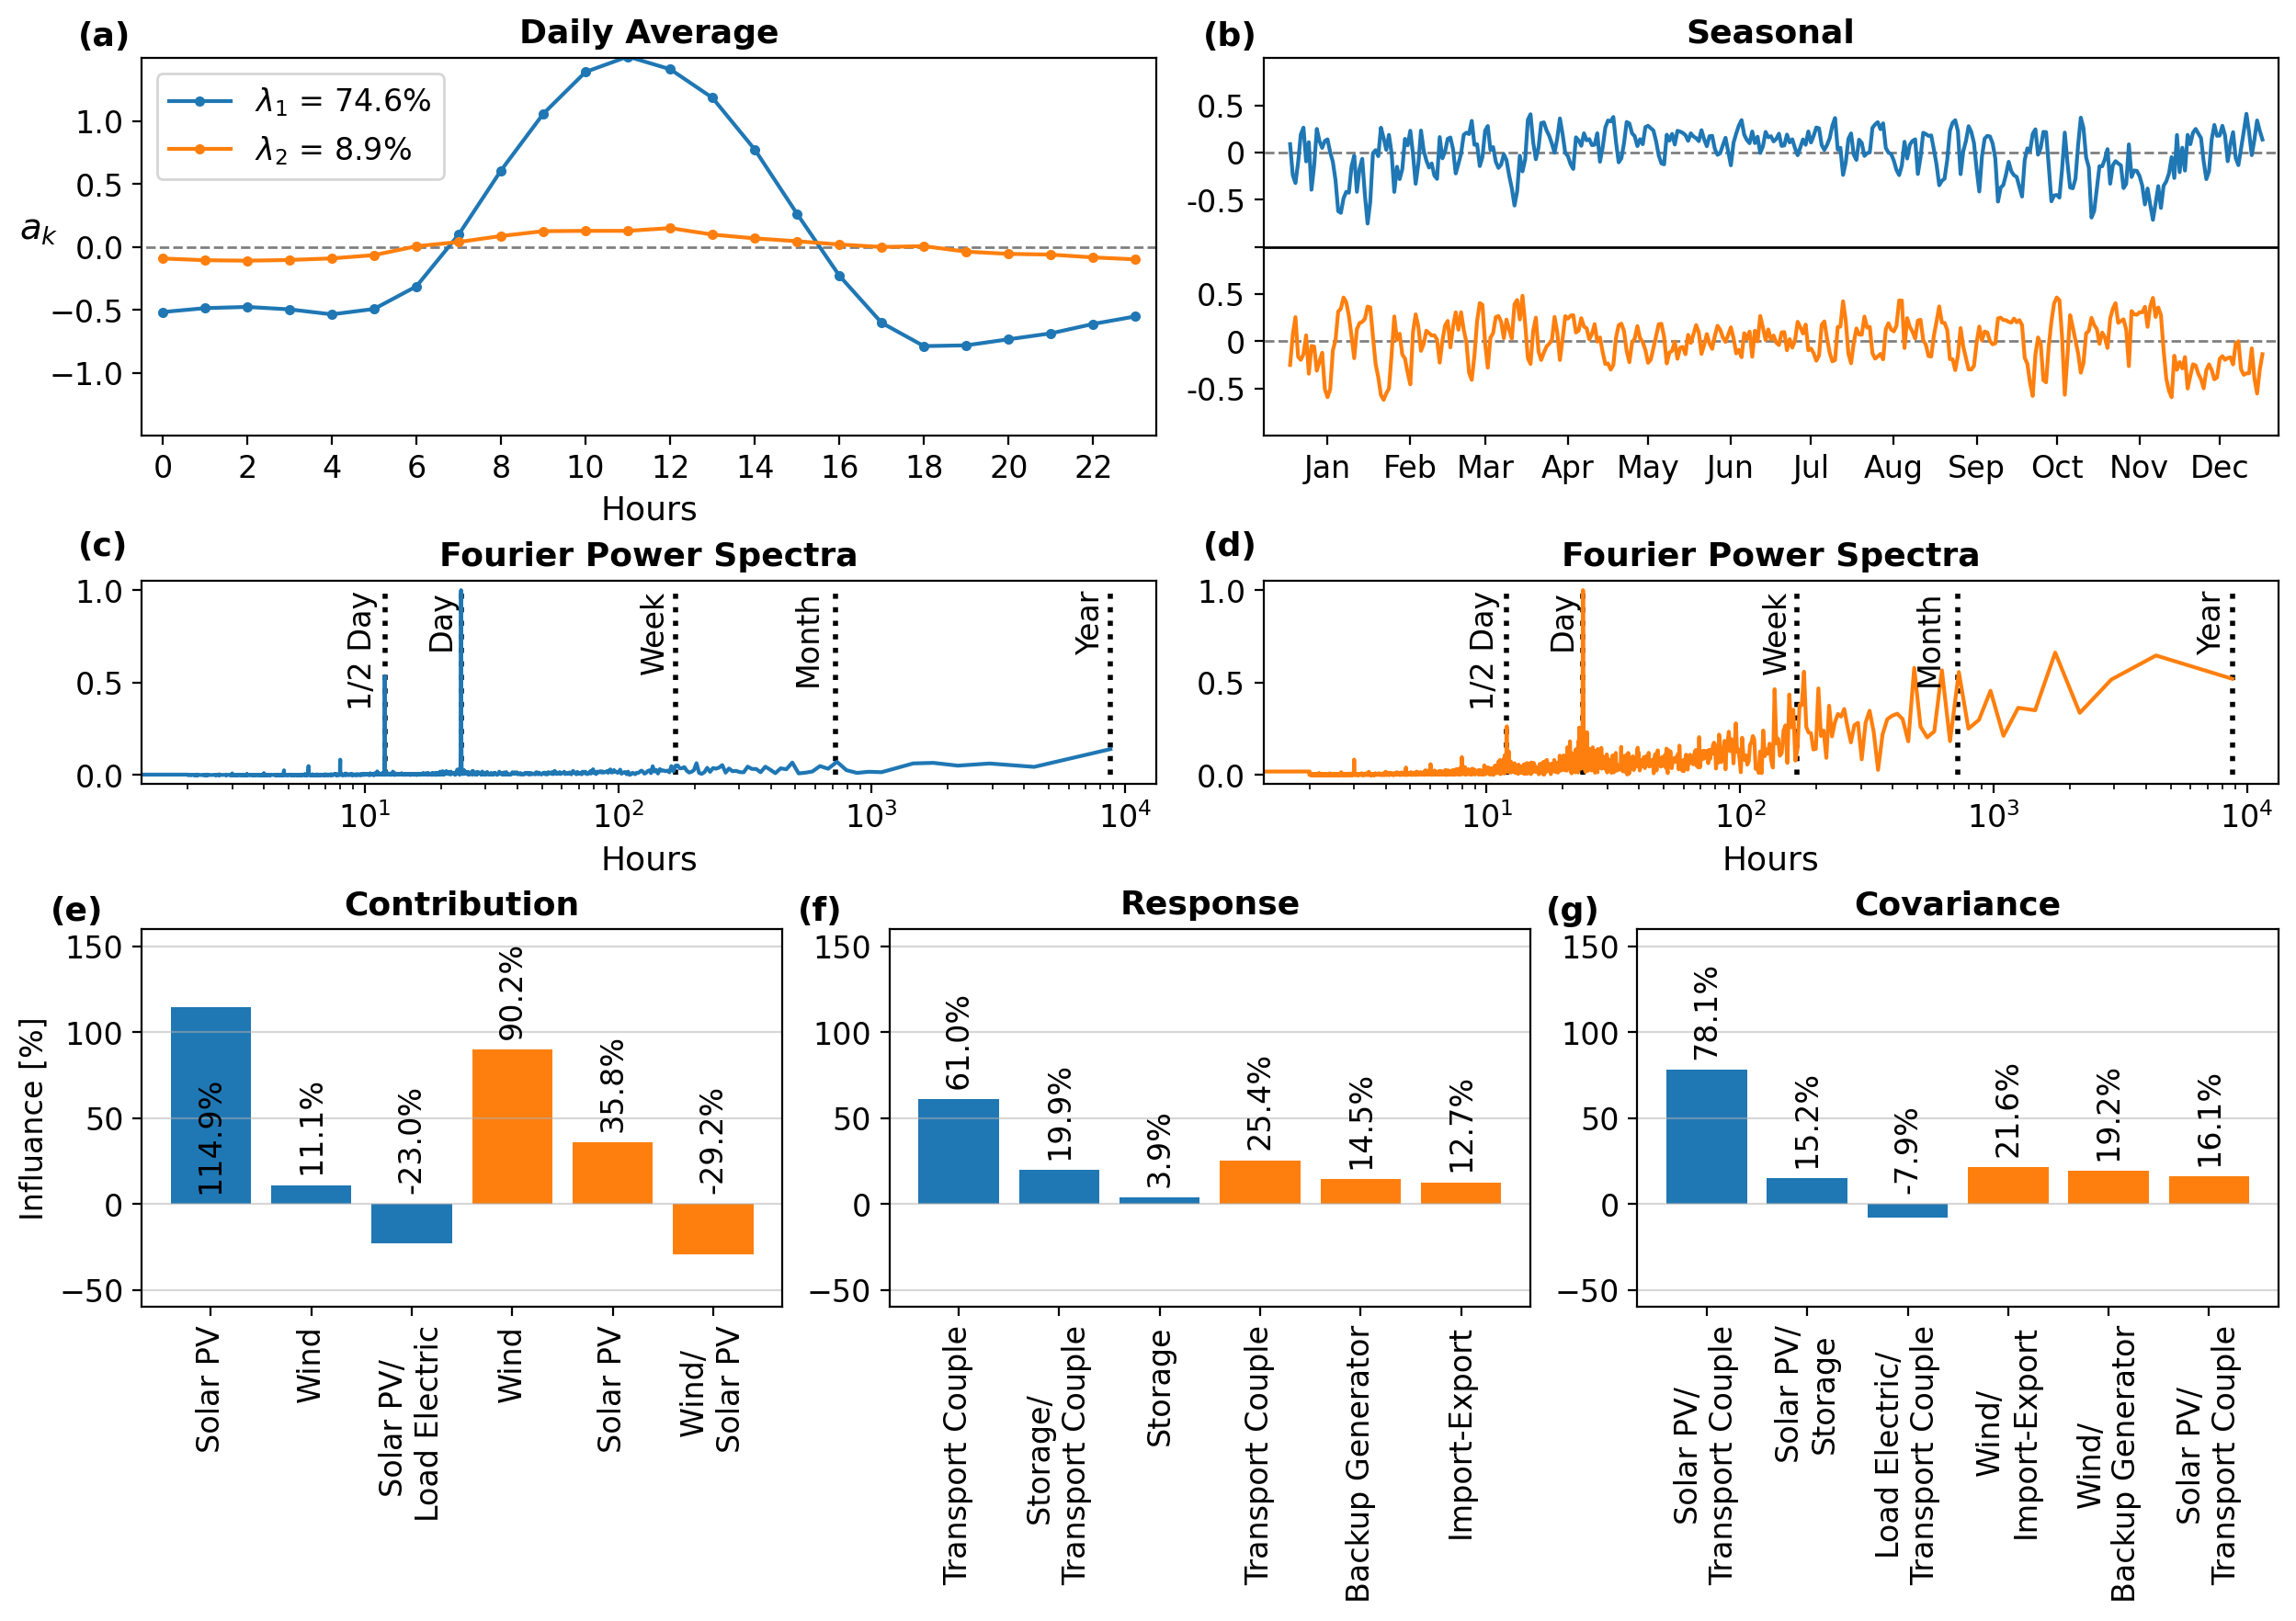 (a)
Daily Average
λ1 = 74.6%
λ2 = 8.9%
1.0
0.5
0.0
−0.5
−1.0
ak
0 2 4 6 8 10 12 14 16 18 20 22
Hours
(b)
Seasonal
0.5
0
-0.5
0.5
0
-0.5
Jan Feb Mar Apr May Jun Jul Aug Sep Oct Nov Dec
(c)
Fourier Power Spectra
1.0
0.5
0.0
1/2 Day
Day
Week
Month
Year
10^1 10^2 10^3 10^4
Hours
(d)
Fourier Power Spectra
1.0
0.5
0.0
1/2 Day
Day
Week
Month
Year
10^1 10^2 10^3 10^4
Hours
(e)
Contribution
Influance [%]
150
100
50
0
−50
114.9%
11.1%
-23.0%
90.2%
35.8%
-29.2%
Solar PV
Wind
Solar PV/
Load Electric
Wind
Solar PV
Wind/
Solar PV
(f)
Response
150
100
50
0
−50
61.0%
19.9%
3.9%
25.4%
14.5%
12.7%
Transport Couple
Storage/
Transport Couple
Storage
Transport Couple
Backup Generator
Import-Export
(g)
Covariance
150
100
50
0
−50
78.1%
15.2%
-7.9%
21.6%
19.2%
16.1%
Solar PV/
Transport Couple
Solar PV/
Storage
Load Electric/
Transport Couple
Wind/
Import-Export
Wind/
Backup Generator
Solar PV/
Transport Couple